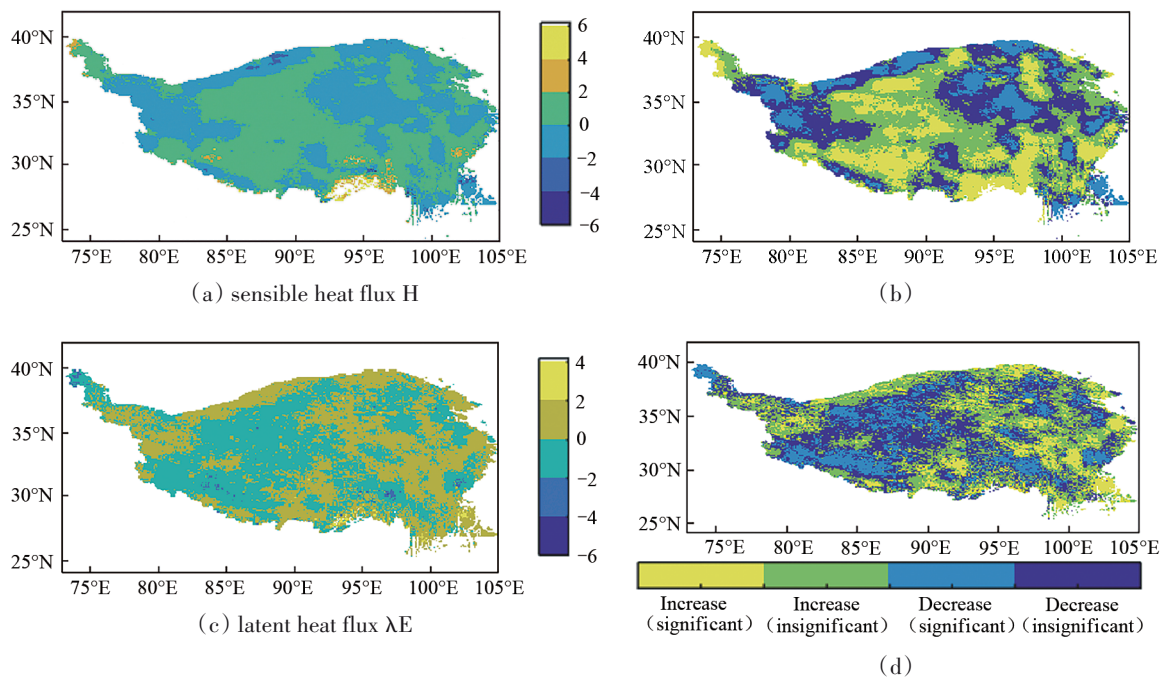 40°N
35°N
30°N
25°N
75°E 80°E 85°E 90°E 95°E 100°E 105°E
6
4
2
0
−2
−4
−6
(a) sensible heat flux H
40°N
35°N
30°N
25°N
75°E 80°E 85°E 90°E 95°E 100°E 105°E
(b)
40°N
35°N
30°N
25°N
75°E 80°E 85°E 90°E 95°E 100°E 105°E
4
2
0
−2
−4
−6
(c) latent heat flux λE
40°N
35°N
30°N
25°N
75°E 80°E 85°E 90°E 95°E 100°E 105°E
Increase
(significant)
Increase
(insignificant)
Decrease
(significant)
Decrease
(insignificant)
(d)